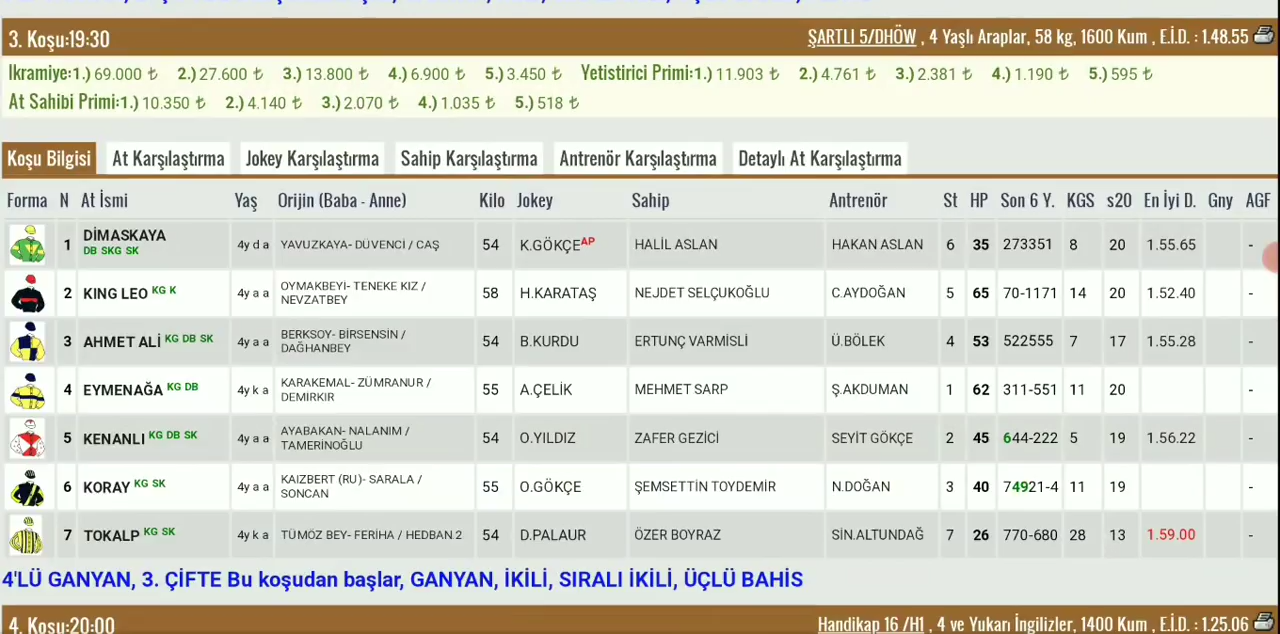 3. Koşu:19:30 ŞARTLI 5/DHÖW , 4 Yaşlı Araplar, 58 kg, 1600 Kum , E.İ.D. : 1.48.55
Ikramiye:1.) 69.000 ₺ 2.) 27.600 ₺ 3.) 13.800 ₺ 4.) 6.900 ₺ 5.) 3.450 ₺ Yetistirici Primi:1.) 11.903 ₺ 2.) 4.761 ₺ 3.) 2.381 ₺ 4.) 1.190 ₺ 5.) 595 ₺
At Sahibi Primi:1.) 10.350 ₺ 2.) 4.140 ₺ 3.) 2.070 ₺ 4.) 1.035 ₺ 5.) 518 ₺
Koşu Bilgisi At Karşılaştırma Jokey Karşılaştırma Sahip Karşılaştırma Antrenör Karşılaştırma Detaylı At Karşılaştırma
Forma N At İsmi Yaş Orijin (Baba - Anne) Kilo Jokey Sahip Antrenör St HP Son 6 Y. KGS s20 En İyi D. Gny AGF
1 DİMASKAYA DB SKG SK 4y d a YAVUZKAYA- DÜVENCİ / CAŞ 54 K.GÖKÇE AP HALİL ASLAN HAKAN ASLAN 6 35 273351 8 20 1.55.65 -
2 KING LEO KG K 4y a a OYMAKBEYİ- TENEKE KIZ / NEVZATBEY 58 H.KARATAŞ NEJDET SELÇUKOĞLU C.AYDOĞAN 5 65 70-1171 14 20 1.52.40 -
3 AHMET ALİ KG DB SK 4y a a BERKSOY- BİRSENSİN / DAĞHANBEY 54 B.KURDU ERTUNÇ VARMİSLİ Ü.BÖLEK 4 53 522555 7 17 1.55.28 -
4 EYMENAĞA KG DB 4y k a KARAKEMAL- ZÜMRANUR / DEMIRKIR 55 A.ÇELİK MEHMET SARP Ş.AKDUMAN 1 62 311-551 11 20 -
5 KENANLI KG DB SK 4y a a AYABAKAN- NALANIM / TAMERİNOĞLU 54 O.YILDIZ ZAFER GEZİCİ SEYİT GÖKÇE 2 45 644-222 5 19 1.56.22 -
6 KORAY KG SK 4y a a KAIZBERT (RU)- SARALA / SONCAN 55 O.GÖKÇE ŞEMSETTİN TOYDEMİR N.DOĞAN 3 40 74921-4 11 19 -
7 TOKALP KG SK 4y k a TÜMÖZ BEY- FERİHA / HEDBAN 2 54 D.PALAUR ÖZER BOYRAZ SİN.ALTUNDAĞ 7 26 770-680 28 13 1.59.00 -
4'LÜ GANYAN, 3. ÇİFTE Bu koşudan başlar, GANYAN, İKİLİ, SIRALI İKİLİ, ÜÇLÜ BAHİS
4. Koşu:20:00 Handikap 16 /H1 , 4 ve Yukarı İngilizler, 1400 Kum , E.İ.D. : 1.25.06